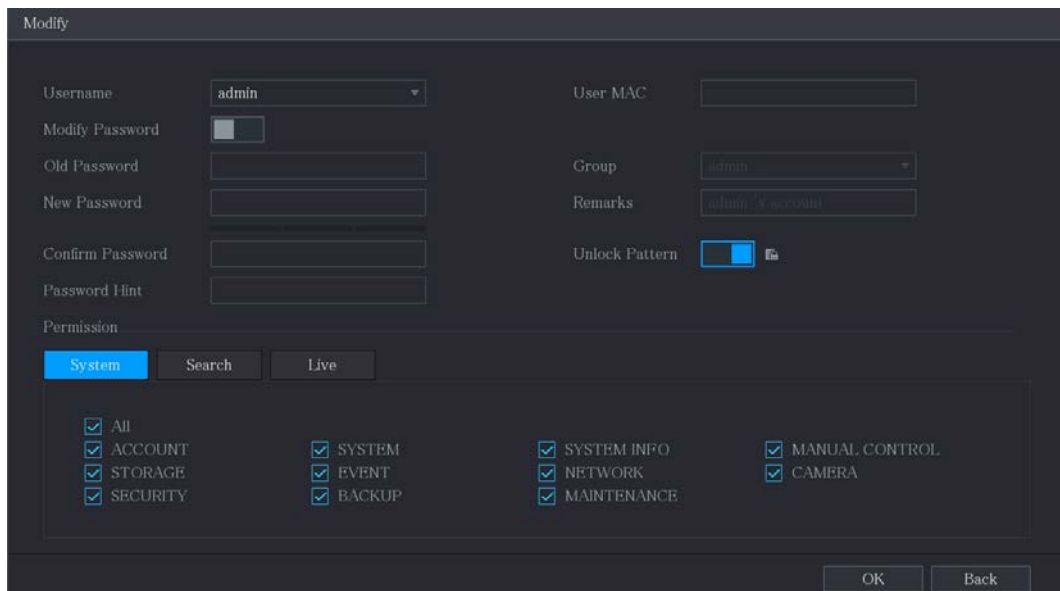 Modify
Username admin User MAC
Modify Password
Old Password Group admin
New Password Remarks admin 's account
Confirm Password Unlock Pattern
Password Hint
Permission
System Search Live
All
ACCOUNT SYSTEM SYSTEM INFO MANUAL CONTROL
STORAGE EVENT NETWORK CAMERA
SECURITY BACKUP MAINTENANCE
OK Back